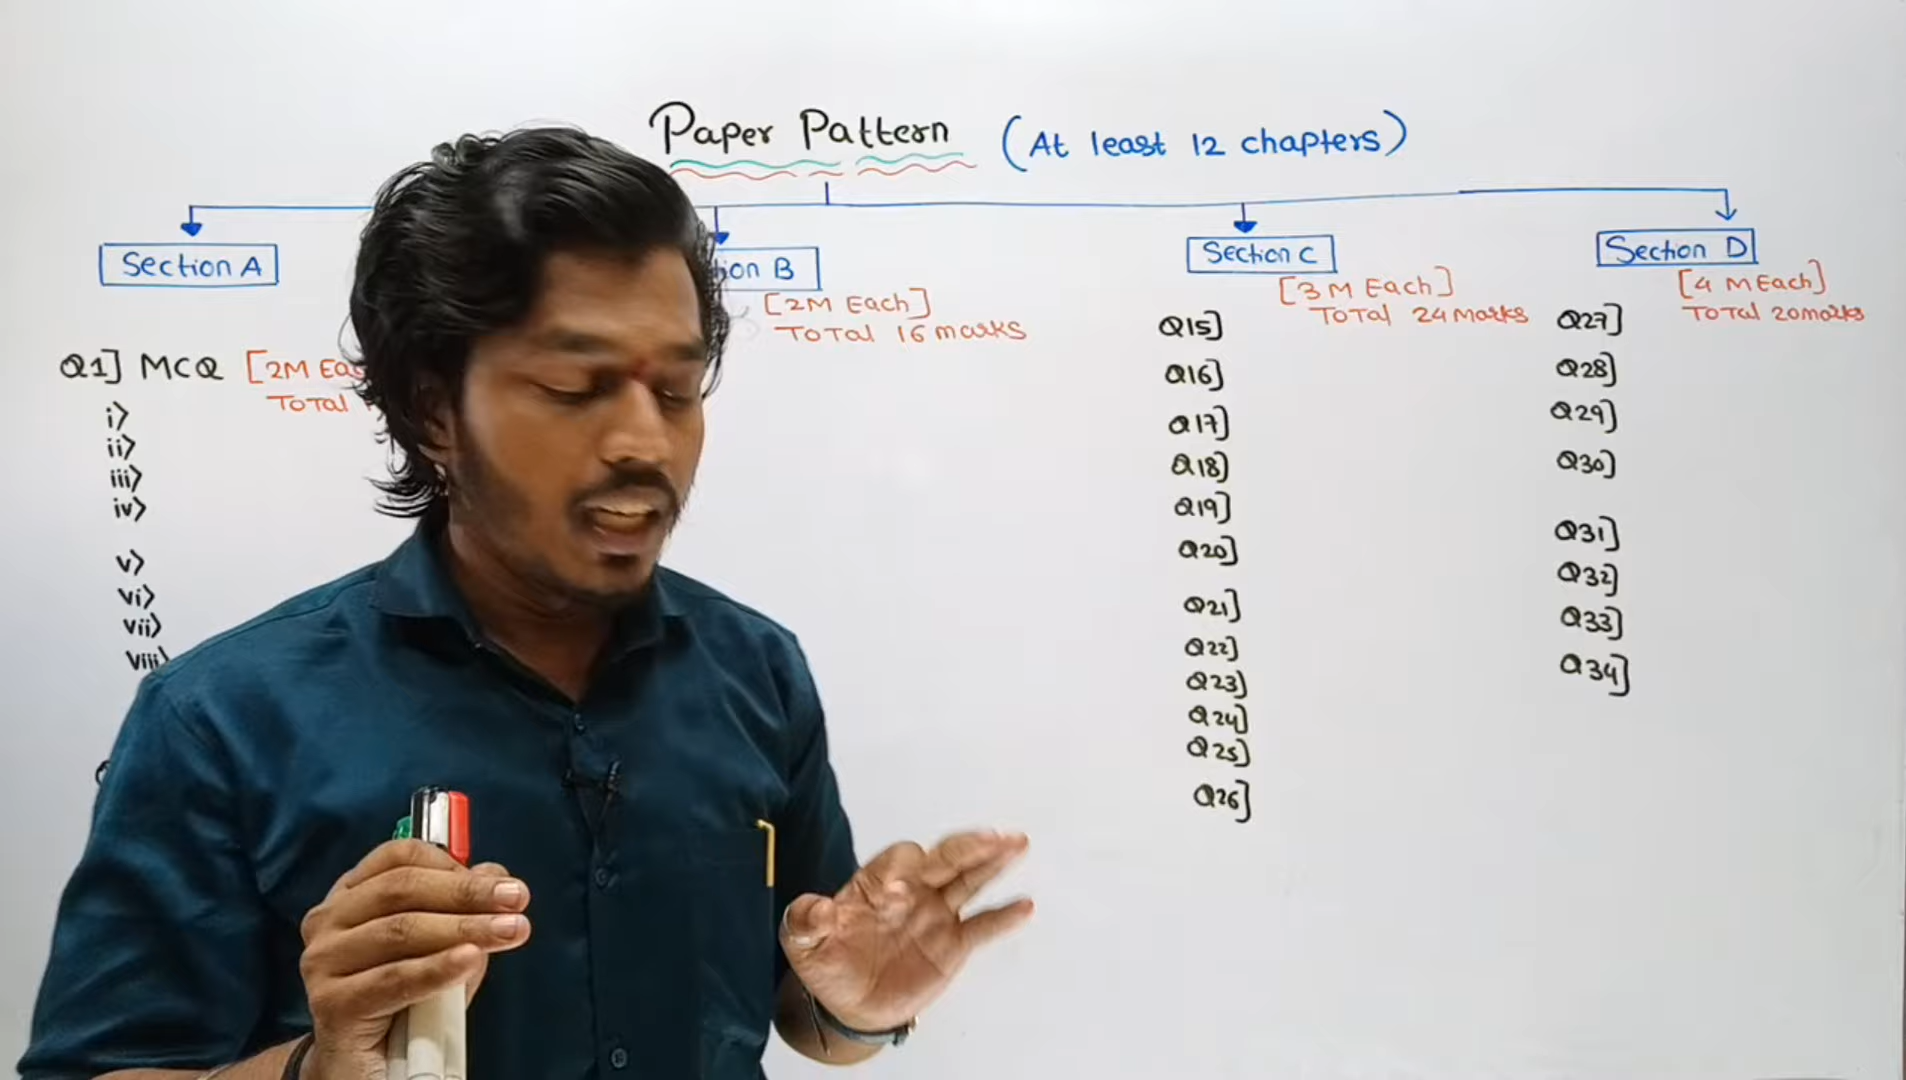 Paper Pattern (At least 12 chapters)
Section A
Q1] MCQ [2M
Total
i)
ii)
iii)
iv)
v)
vi)
vii)
viii)
B
[2M Each]
Total 16 marks
Section C
[3 M Each]
Total 24 Marks
Q15]
Q16]
Q17]
Q18]
Q19]
Q20]
Q21]
Q22]
Q23]
Q24]
Q25]
Q26]
Section D
[4 M Each]
Total 20 marks
Q27]
Q28]
Q29]
Q30]
Q31]
Q32]
Q33]
Q34]